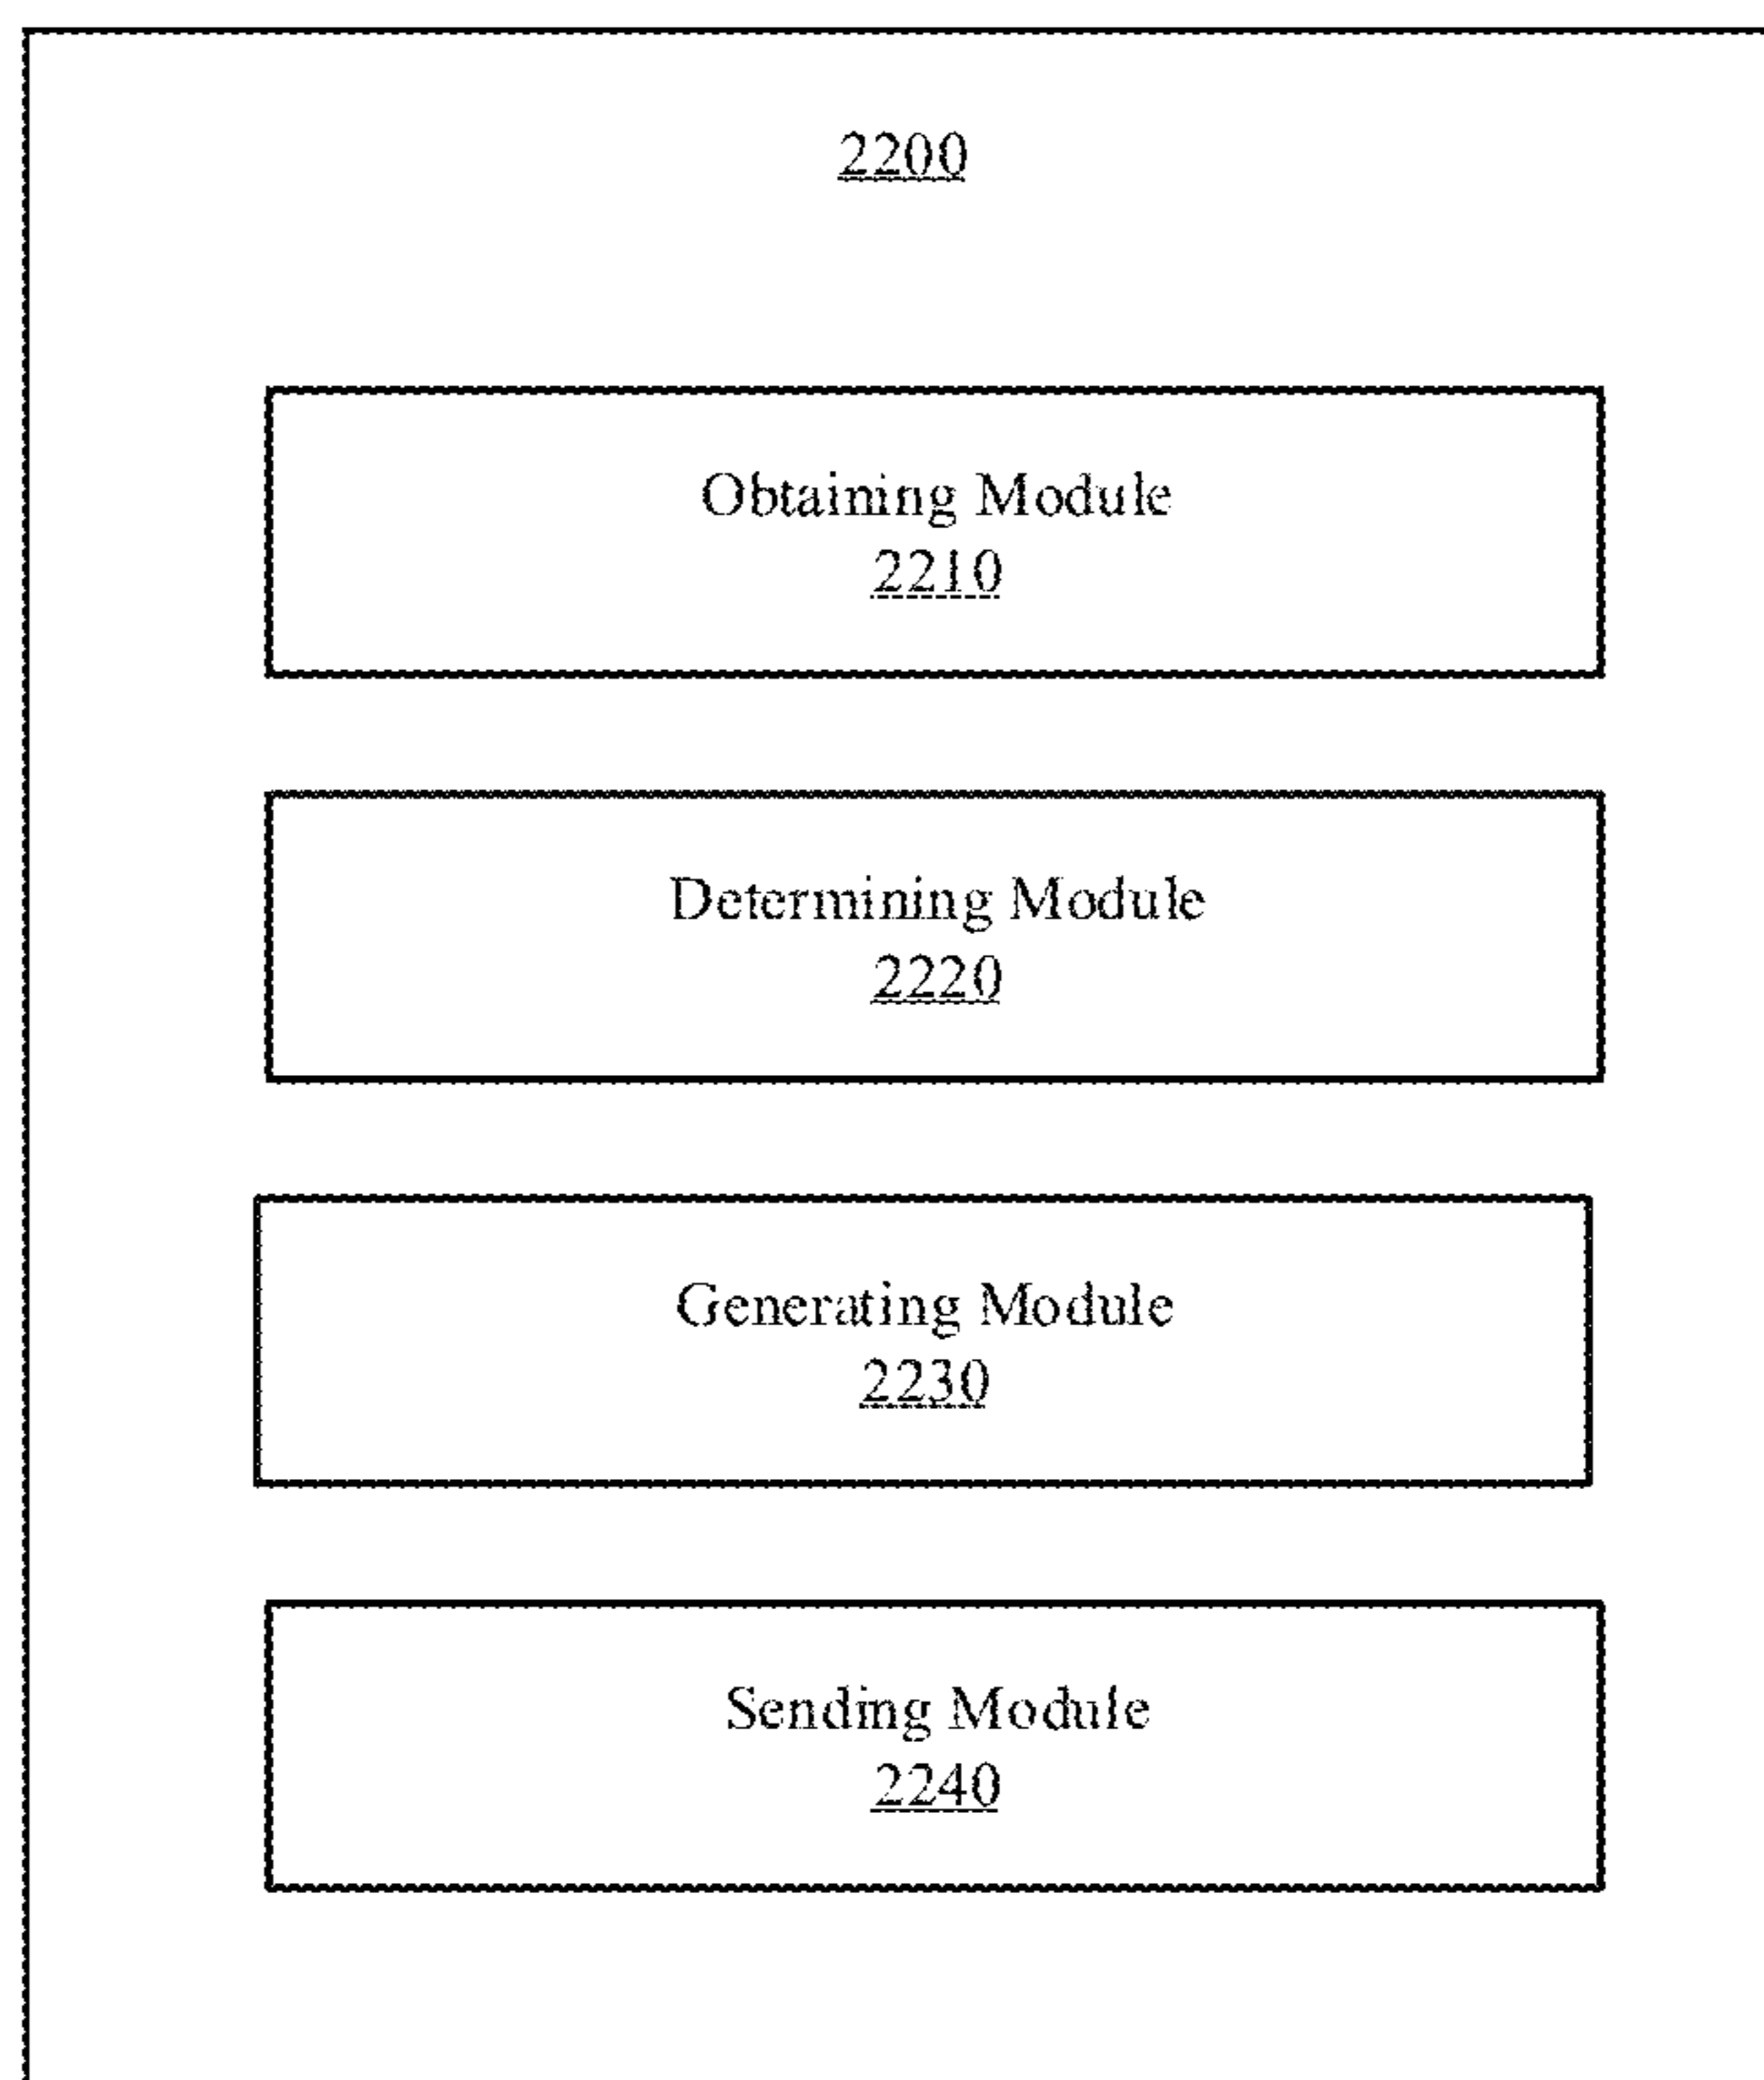 2200
Obtaining Module
2210
Determining Module
2220
Generating Module
2230
Sending Module
2240